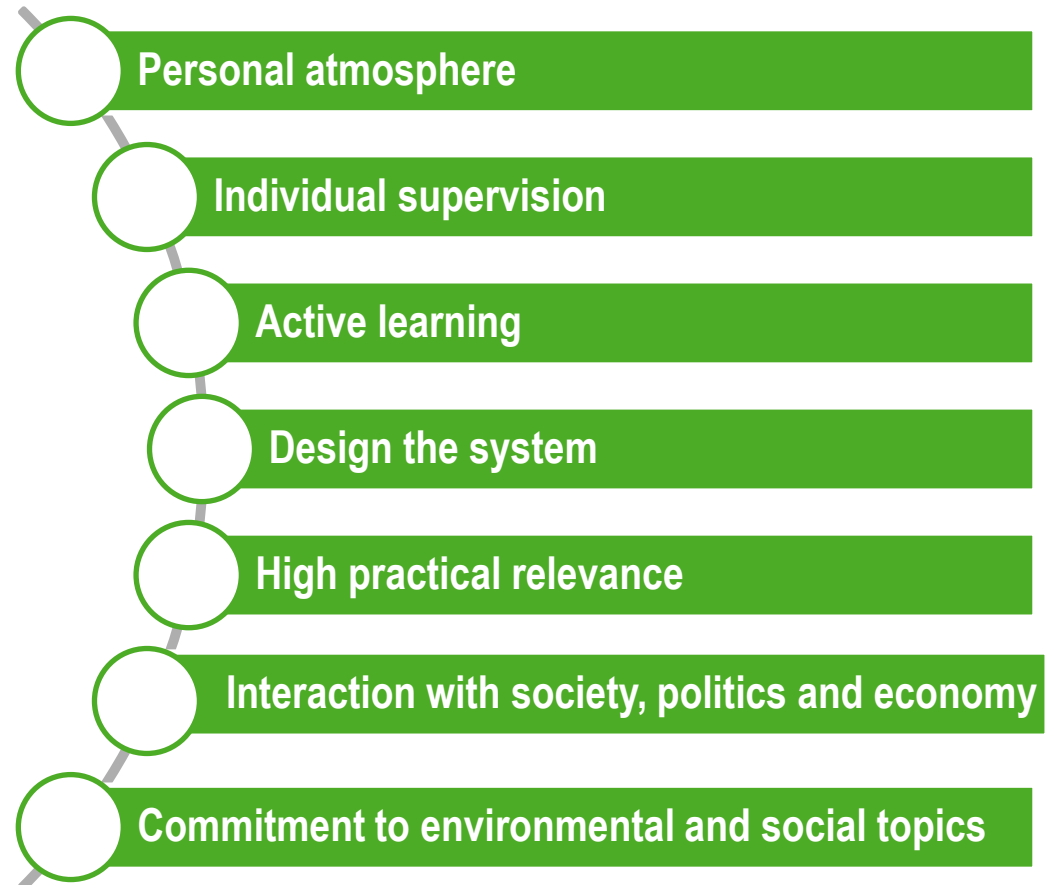 Personal atmosphere
Individual supervision
Active learning
Design the system
High practical relevance
Interaction with society, politics and economy
Commitment to environmental and social topics